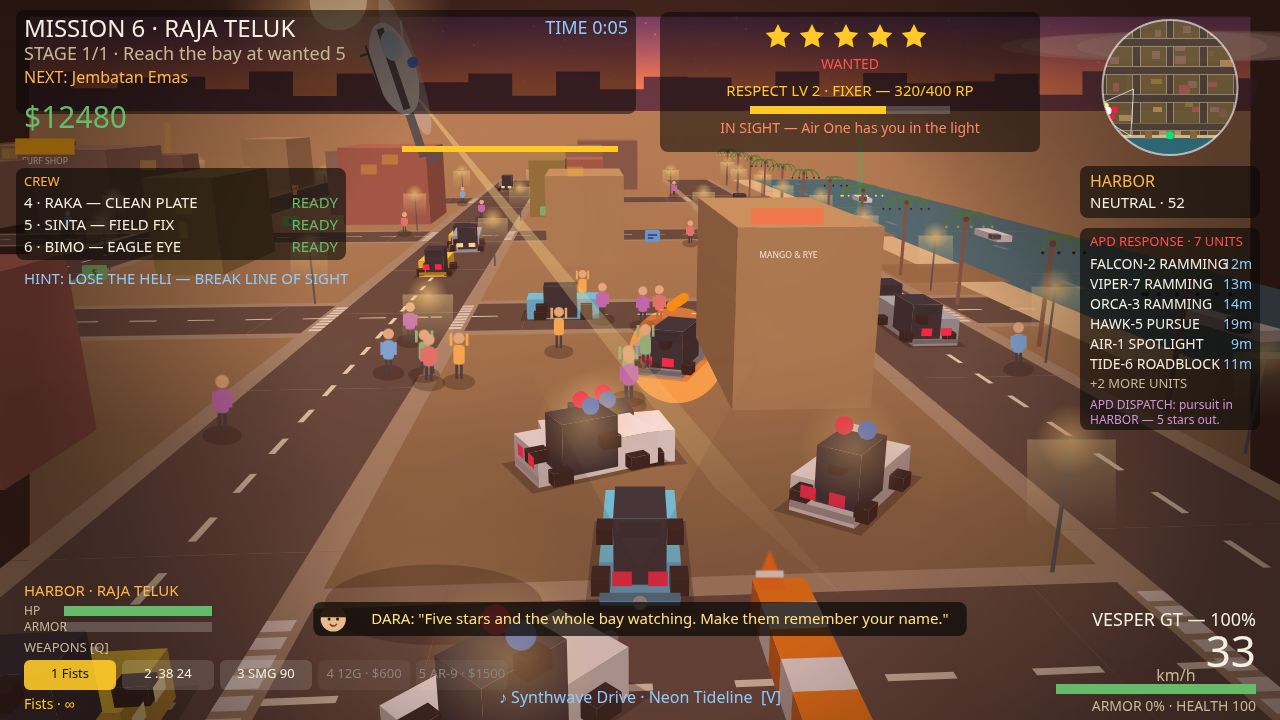 MISSION 6 · RAJA TELUK
TIME 0:05
STAGE 1/1 · Reach the bay at wanted 5
NEXT: Jembatan Emas
$12480
SURF SHOP
CREW
4 · RAKA — CLEAN PLATE READY
5 · SINTA — FIELD FIX READY
6 · BIMO — EAGLE EYE READY
HINT: LOSE THE HELI — BREAK LINE OF SIGHT
WANTED
RESPECT LV 2 · FIXER — 320/400 RP
IN SIGHT — Air One has you in the light
HARBOR
NEUTRAL · 52
APD RESPONSE · 7 UNITS
FALCON-2 RAMMING 12m
VIPER-7 RAMMING 13m
ORCA-3 RAMMING 14m
HAWK-5 PURSUE 19m
AIR-1 SPOTLIGHT 9m
TIDE-6 ROADBLOCK 11m
+2 MORE UNITS
APD DISPATCH: pursuit in
HARBOR — 5 stars out.
MANGO & RYE
HARBOR · RAJA TELUK
HP
ARMOR
WEAPONS [Q]
1 Fists 2 .38 24 3 SMG 90 4 12G · $600 5 AR-9 · $1500
Fists · ∞
DARA: "Five stars and the whole bay watching. Make them remember your name."
♪ Synthwave Drive · Neon Tideline [V]
VESPER GT — 100%
33
km/h
ARMOR 0% · HEALTH 100